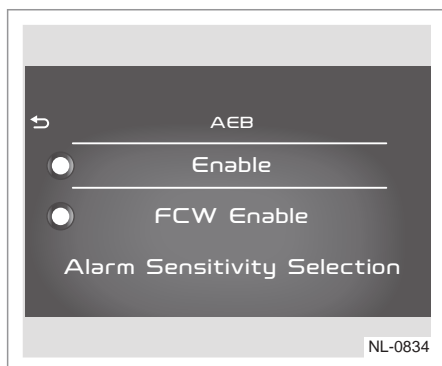 AEB
Enable
FCW Enable
Alarm Sensitivity Selection
NL-0834